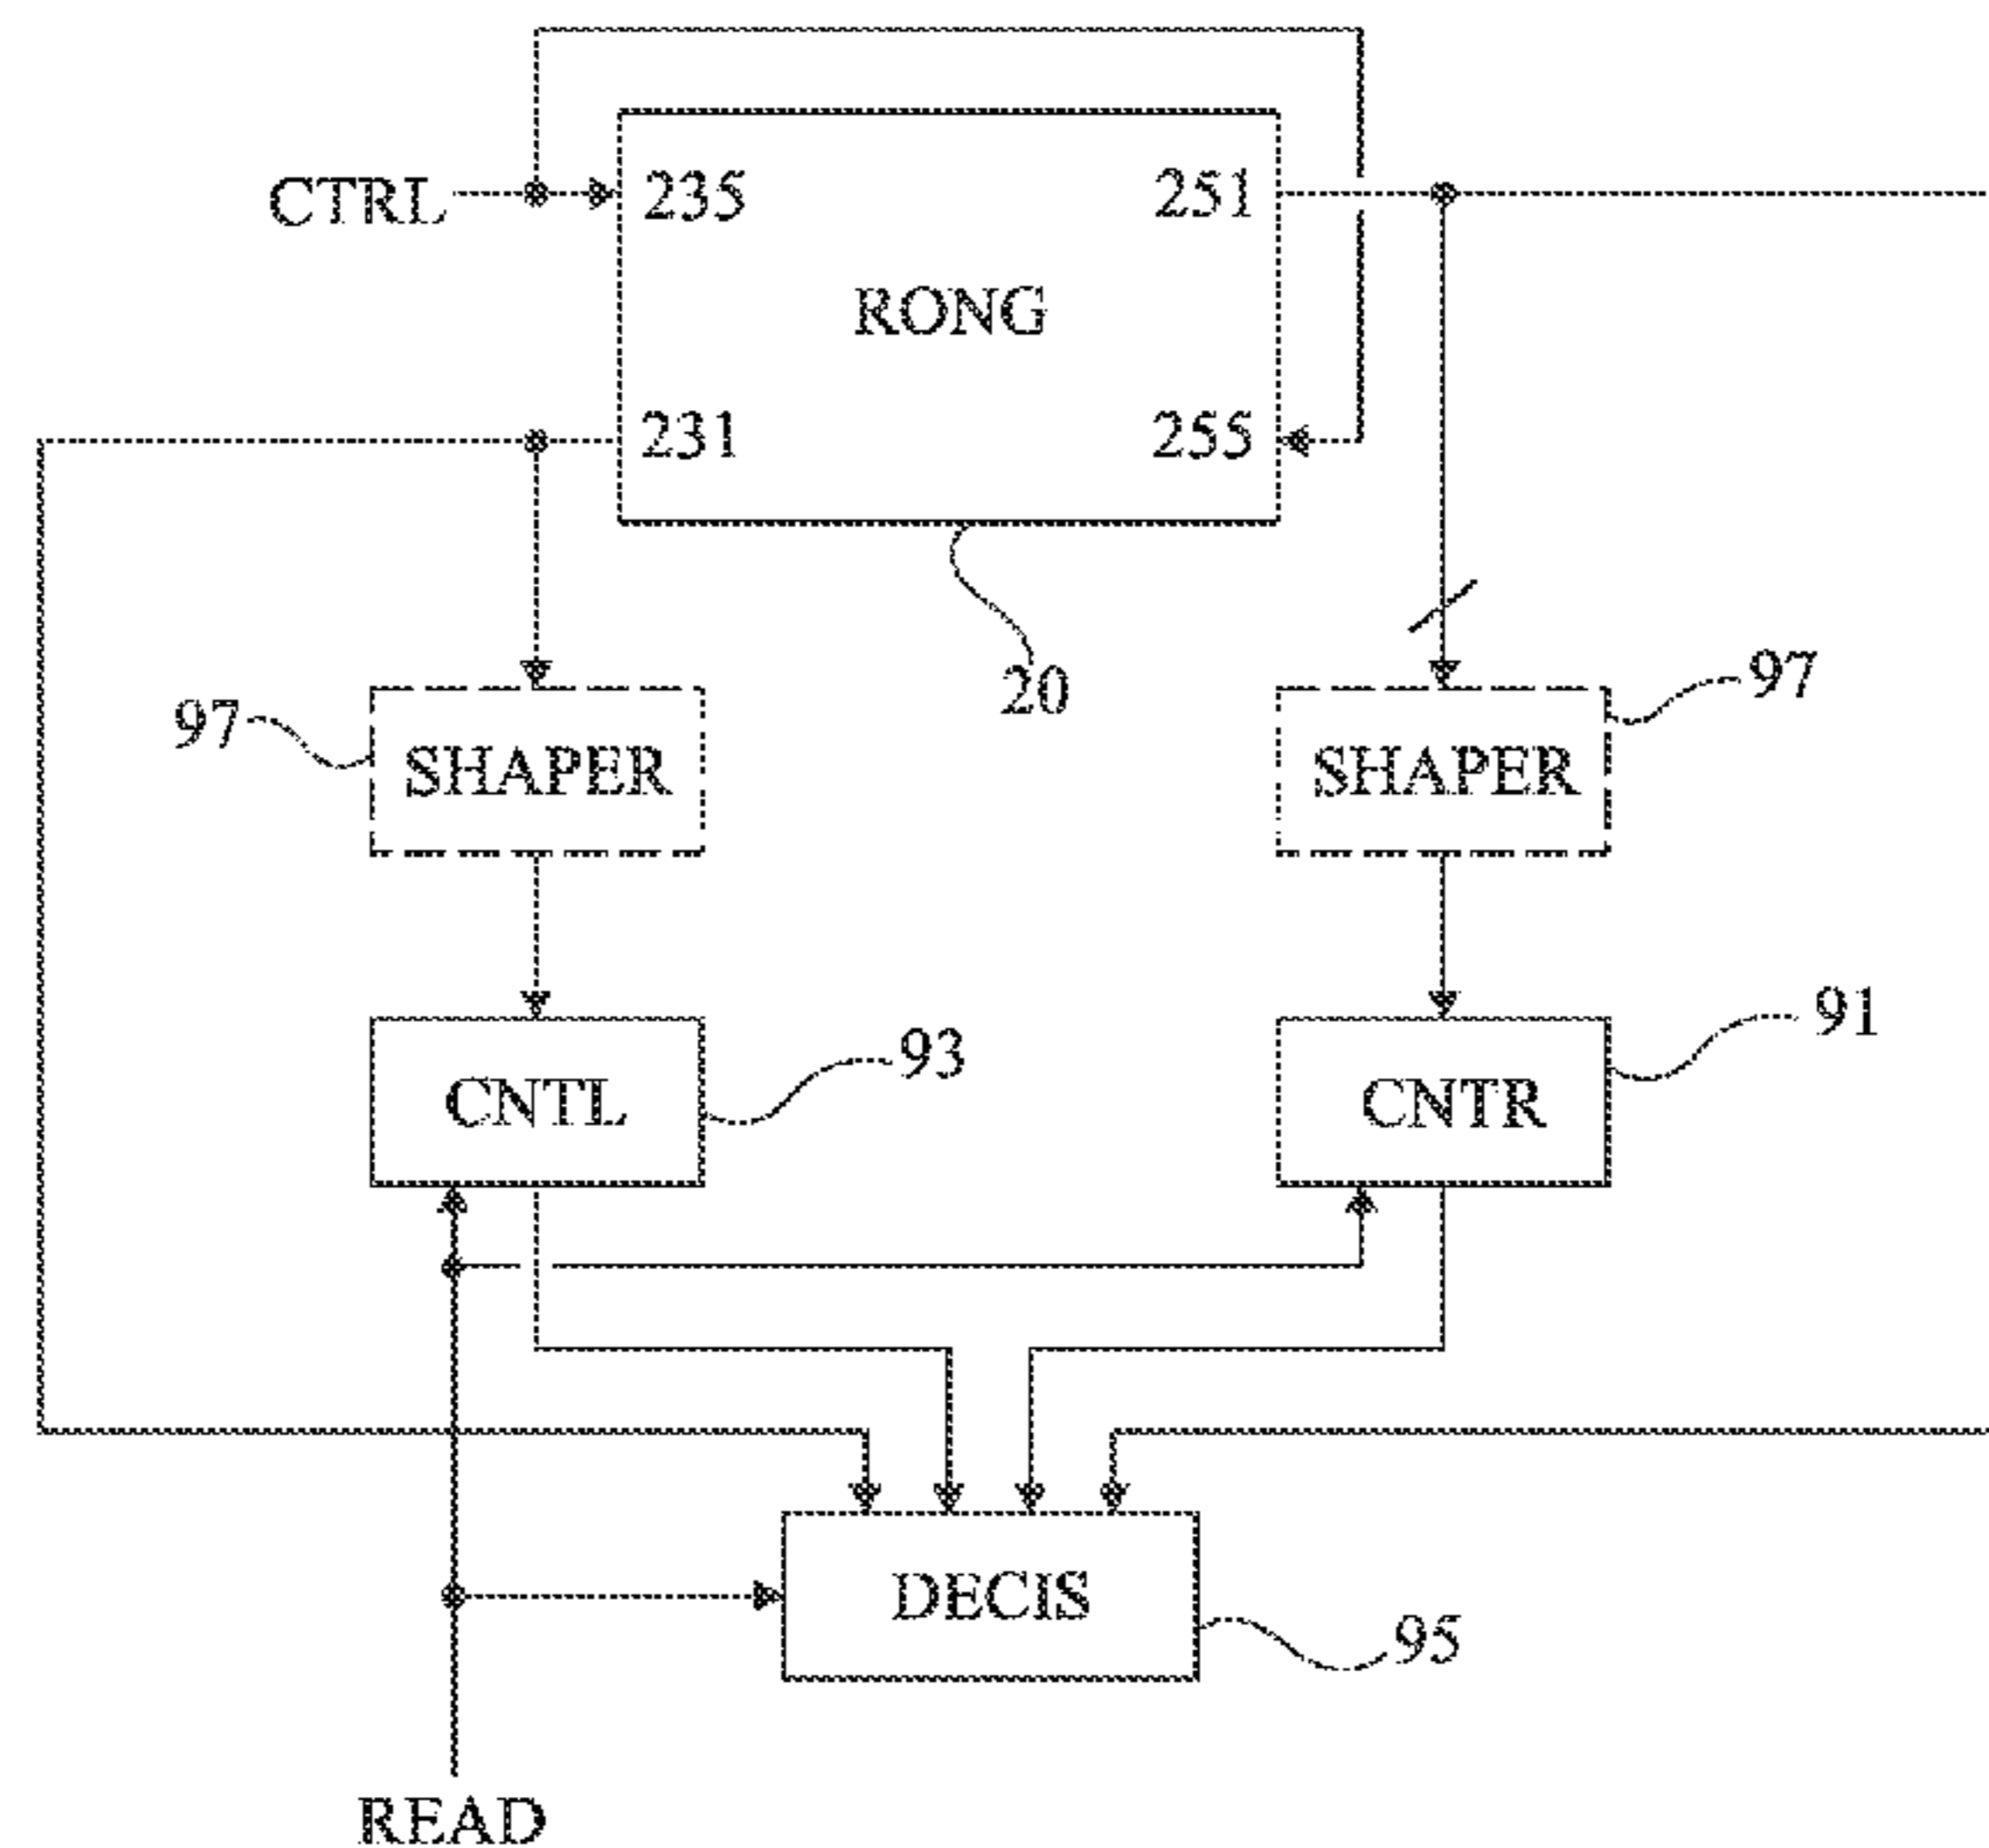 CTRL
235
251
RONG
231
255
20
97
SHAPER
SHAPER
97
CNTL
93
CNTR
91
DECIS
95
READ